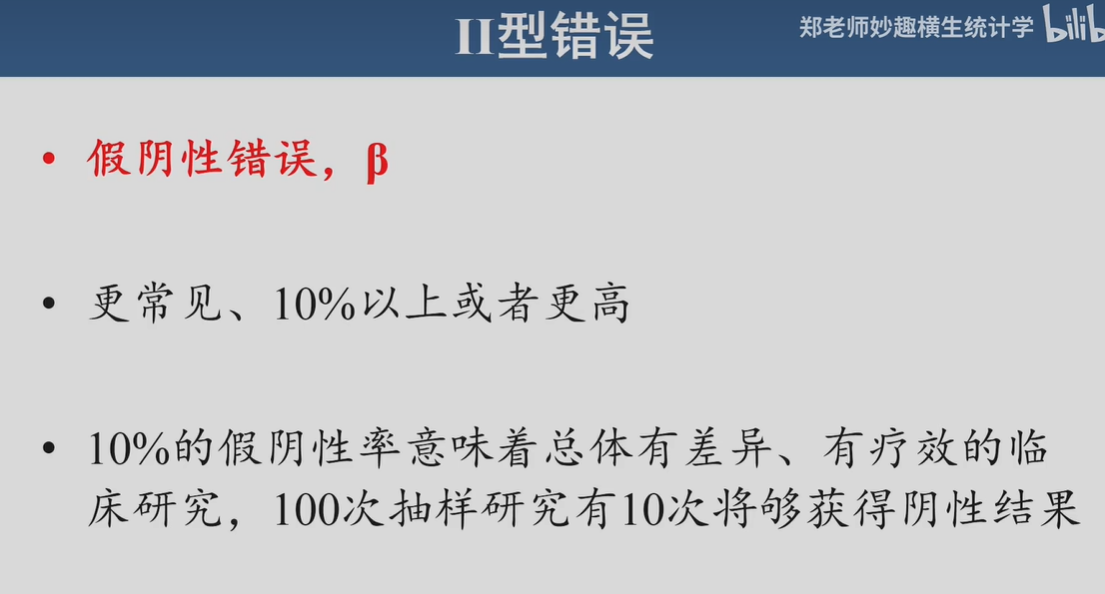 II型错误
郑老师妙趣横生统计学 bilib
• 假阴性错误，β
• 更常见、10%以上或者更高
• 10%的假阴性率意味着总体有差异、有疗效的临
床研究，100次抽样研究有10次将够获得阴性结果